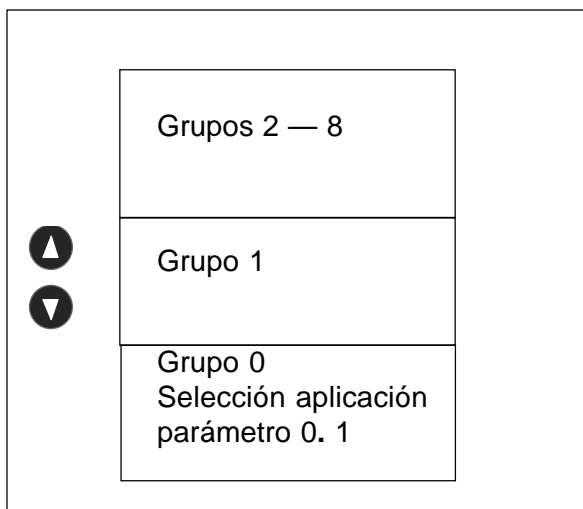 Grupos 2 — 8
Grupo 1
Grupo 0
Selección aplicación
parámetro 0. 1